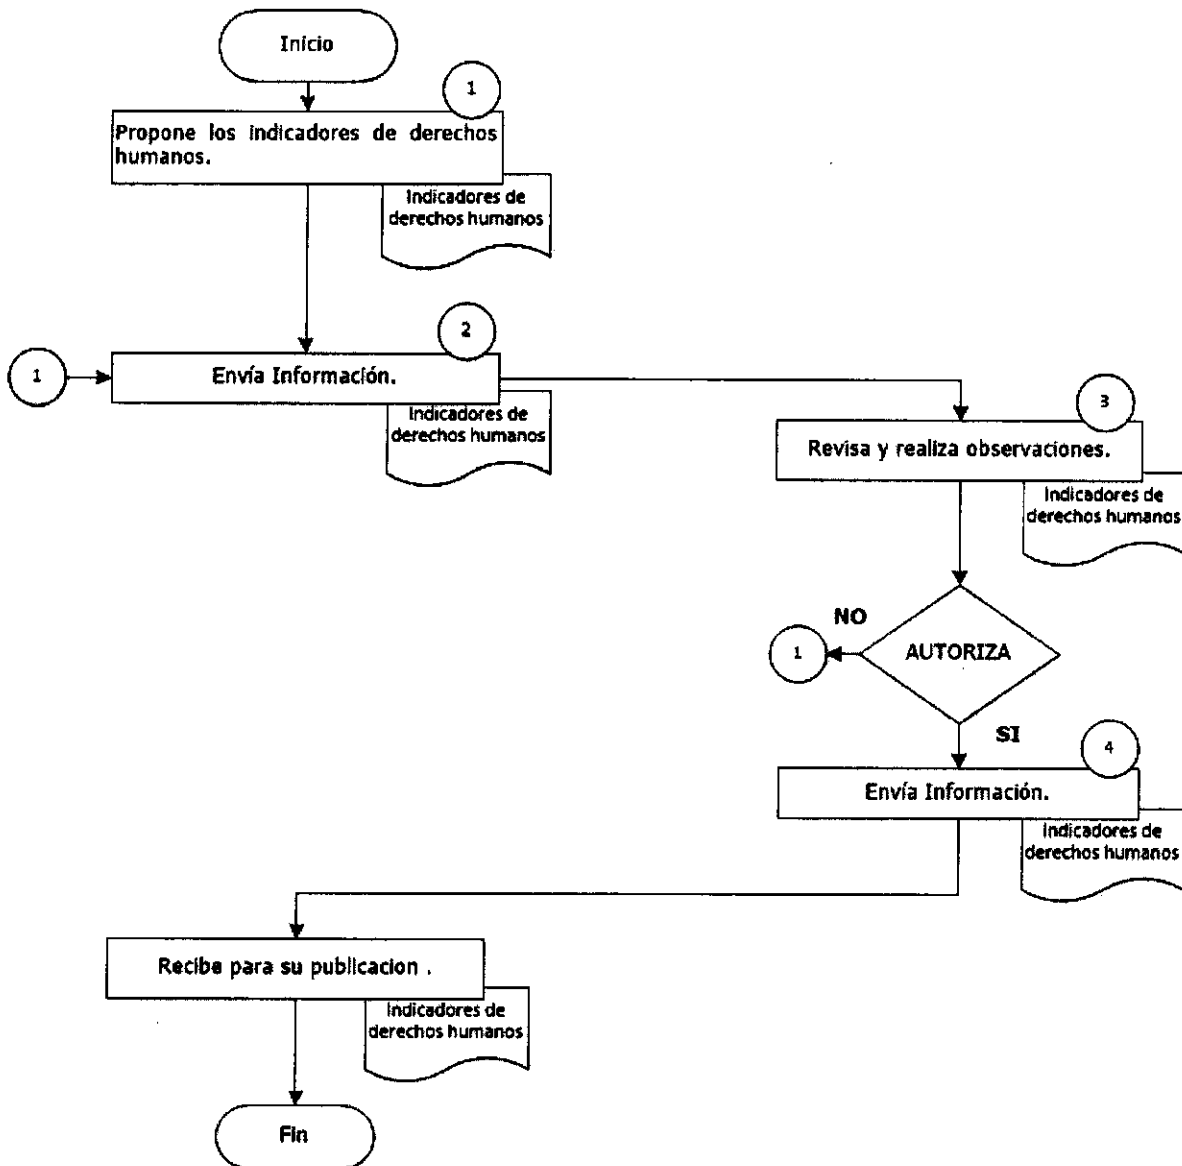 Inicio
1
Propone los indicadores de derechos
humanos.
Indicadores de
derechos humanos
2
1
Envía Información.
Indicadores de
derechos humanos
3
Revisa y realiza observaciones.
Indicadores de
derechos humanos
NO
1
AUTORIZA
SI
4
Envía Información.
Indicadores de
derechos humanos
Recibe para su publicacion .
Indicadores de
derechos humanos
Fin